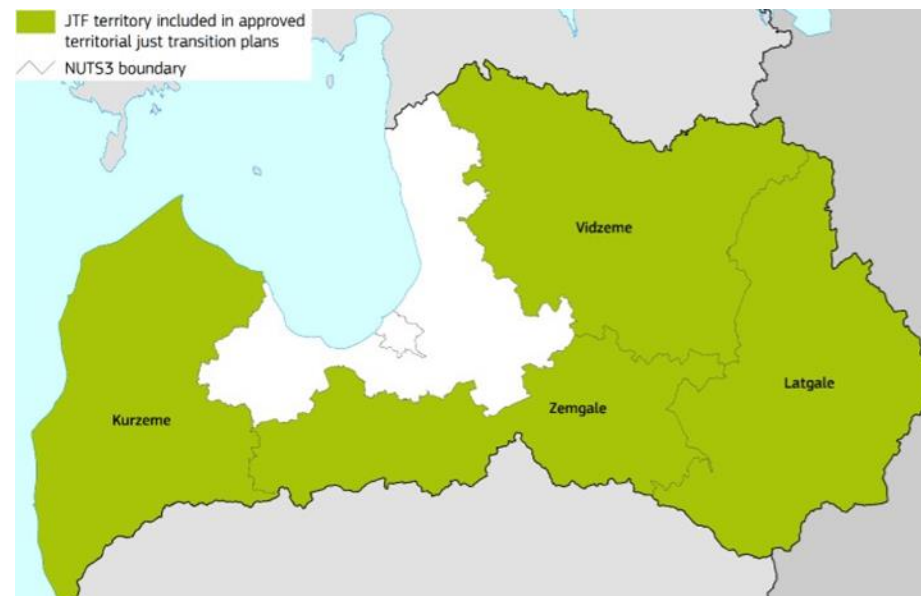 JTF territory included in approved
territorial just transition plans
NUTS3 boundary
Vidzeme
Latgale
Zemgale
Kurzeme